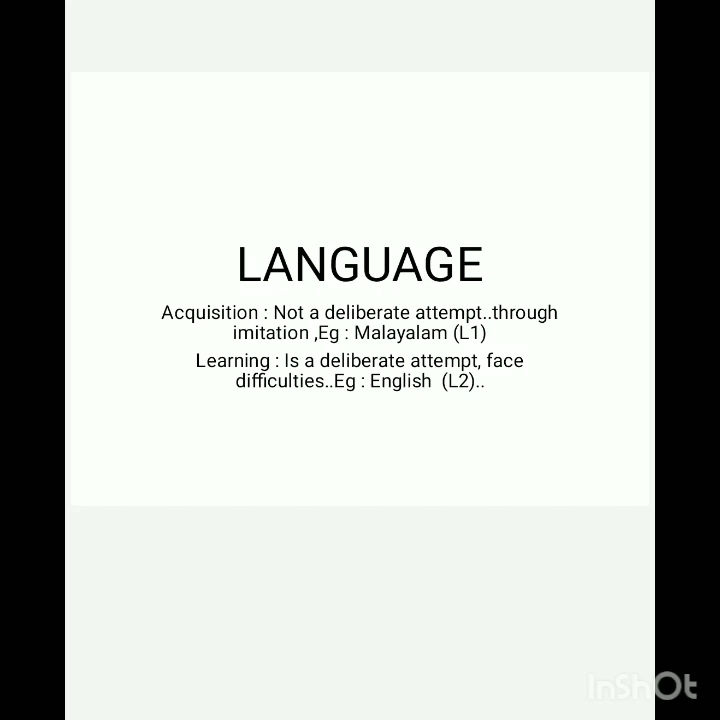 LANGUAGE
Acquisition : Not a deliberate attempt..through
imitation ,Eg : Malayalam (L1)
Learning : Is a deliberate attempt, face
difficulties..Eg : English  (L2)..
InShOt